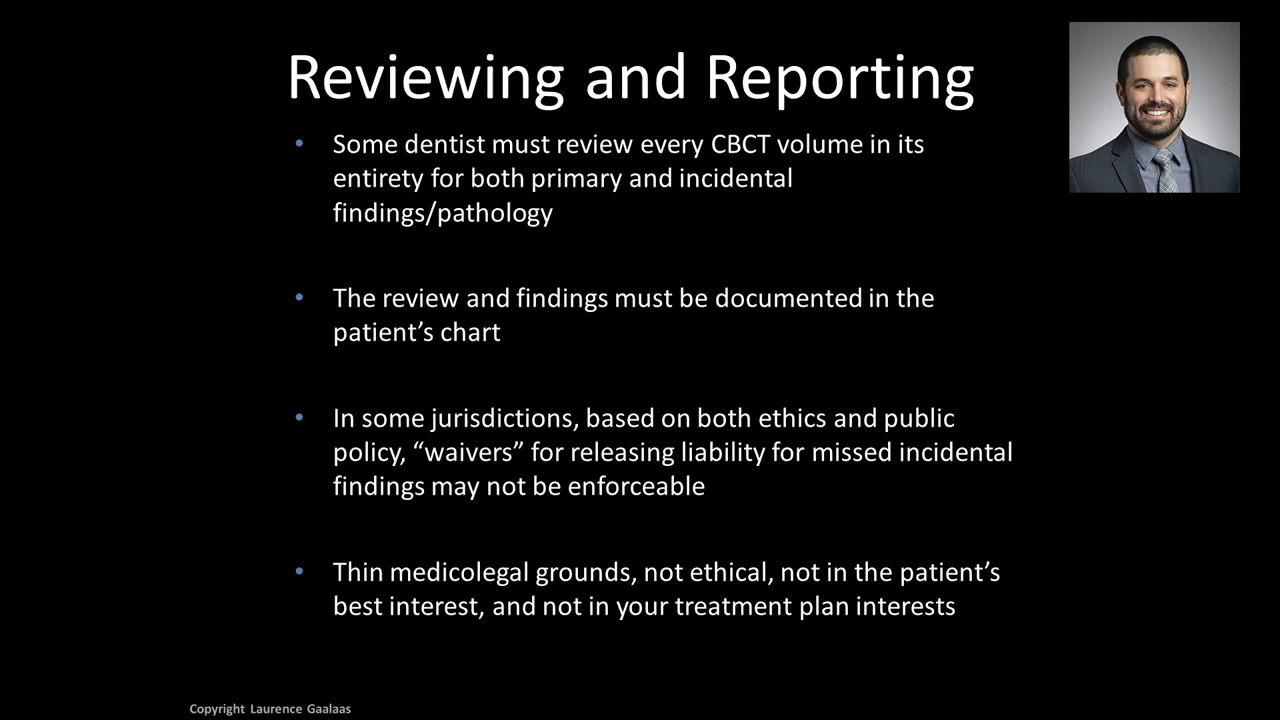 Reviewing and Reporting
• Some dentist must review every CBCT volume in its
entirety for both primary and incidental
findings/pathology
• The review and findings must be documented in the
patient’s chart
• In some jurisdictions, based on both ethics and public
policy, “waivers” for releasing liability for missed incidental
findings may not be enforceable
• Thin medicolegal grounds, not ethical, not in the patient’s
best interest, and not in your treatment plan interests
Copyright Laurence Gaalaas